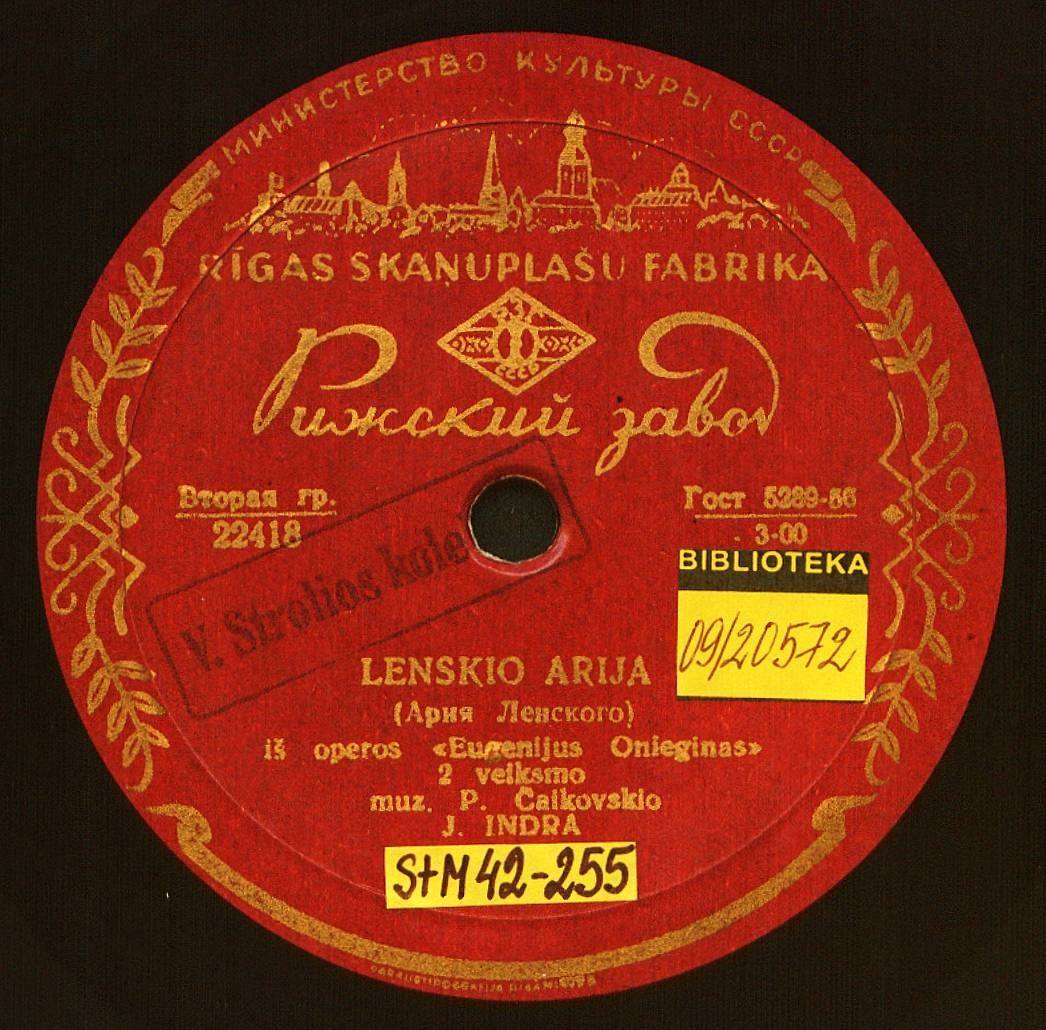 МИНИСТЕРСТВО КУЛЬТУРЫ СССР
RĪGAS SKAŅUPLAŠU FABRIKA
РЗГ
СССР
Рижский завод
Вторая гр.
22418
Гост 5289-56
3-00
BIBLIOTEKA
09/20572
V. Strolios kole
LENSKIO ARIJA
(Ария Ленского)
iš operos «Eugenijus Onieginas»
2 veiksmo
muz. P. Čaikovskio
J. INDRA
StM 42-255